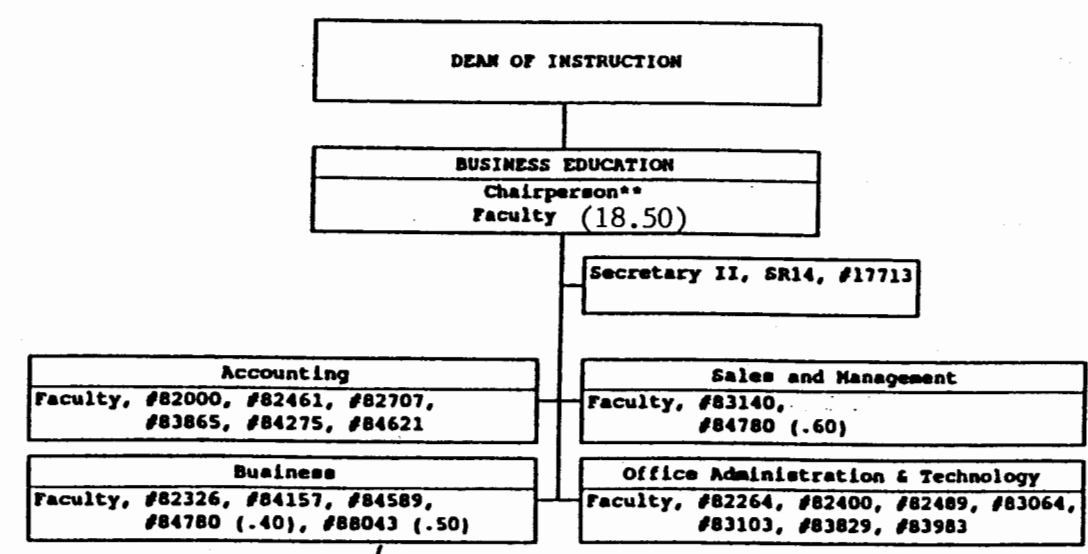 DEAN OF INSTRUCTION
BUSINESS EDUCATION
Chairperson**
Faculty (18.50)
Secretary II, SR14, #17713
Accounting
Faculty, #82000, #82461, #82707,
#83865, #84275, #84621
Sales and Management
Faculty, #83140,
#84780 (.60)
Business
Faculty, #82326, #84157, #84589,
#84780 (.40), #88043 (.50)
Office Administration & Technology
Faculty, #82264, #82400, #82489, #83064,
#83103, #83829, #83983